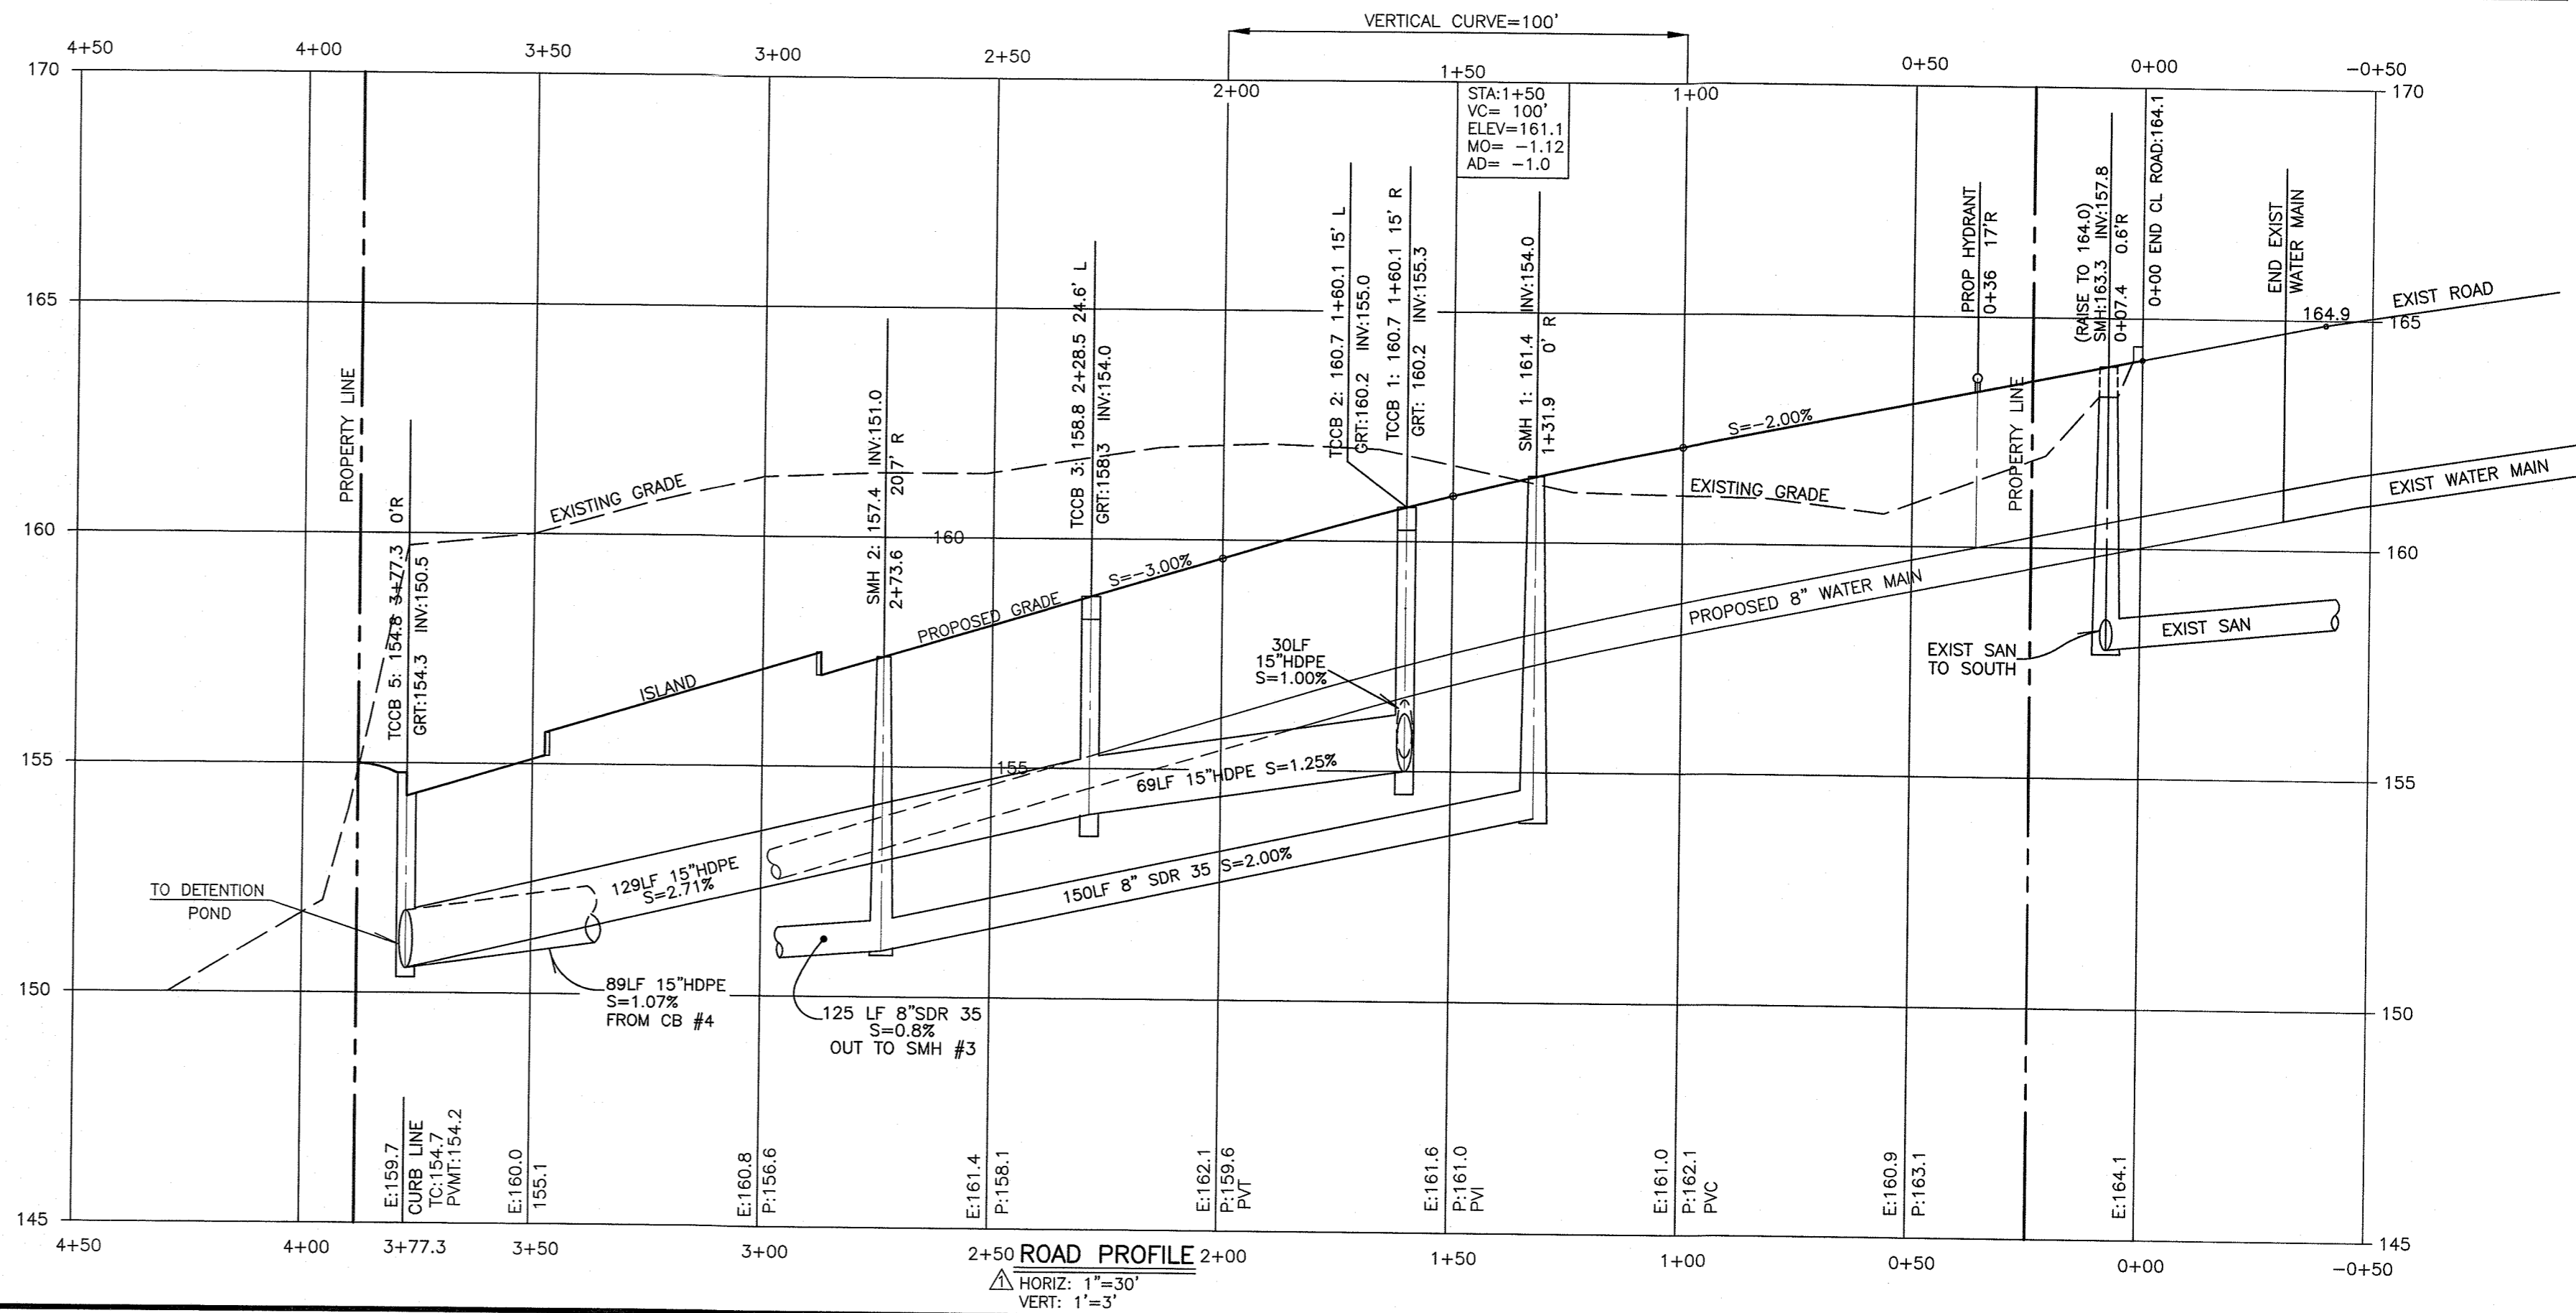 VERTICAL CURVE=100'
4+50
4+00
3+50
3+00
2+50
2+00
1+50
1+00
0+50
0+00
-0+50
170
170
STA:1+50
VC= 100'
ELEV=161.1
MO= -1.12
AD= -1.0
PROPERTY LINE
TCCB 5: 154.8 3+77.3 0'R
GRT:154.3 INV:150.5
EXISTING GRADE
SMH 2: 157.4 INV:151.0
2+73.6 20.7' R
TCCB 3: 158.8 2+28.5 24.6' L
GRT:158.3 INV:154.0
TCCB 2: 160.7 1+60.1 15' L
GRT:160.2 INV:155.0
TCCB 1: 160.7 1+60.1 15' R
GRT: 160.2 INV:155.3
SMH 1: 161.4 INV:154.0
1+31.9 0' R
PROP HYDRANT
0+36 17'R
PROPERTY LINE
(RAISE TO 164.0)
SMH:163.3 INV:157.8
0+07.4 0.6'R
0+00 END CL ROAD:164.1
END EXIST
WATER MAIN
164.9
EXIST ROAD
165
165
S=-2.00%
EXISTING GRADE
EXIST WATER MAIN
160
160
160
S=-3.00%
PROPOSED GRADE
PROPOSED 8" WATER MAIN
ISLAND
30LF
15"HDPE
S=1.00%
EXIST SAN
TO SOUTH
EXIST SAN
155
155
155
69LF 15"HDPE S=1.25%
129LF 15"HDPE
S=2.71%
150LF 8" SDR 35 S=2.00%
TO DETENTION
POND
150
150
89LF 15"HDPE
S=1.07%
FROM CB #4
125 LF 8"SDR 35
S=0.8%
OUT TO SMH #3
E:159.7
CURB LINE
TC:154.7
PVMT:154.2
E:160.0
155.1
E:160.8
P:156.6
E:161.4
P:158.1
E:162.1
P:159.6
PVT
E:161.6
P:161.0
PVI
E:161.0
P:162.1
PVC
E:160.9
P:163.1
E:164.1
145
145
4+50
4+00
3+77.3
3+50
3+00
2+50
2+00
1+50
1+00
0+50
0+00
-0+50
ROAD PROFILE
1
HORIZ: 1"=30'
VERT: 1'=3'